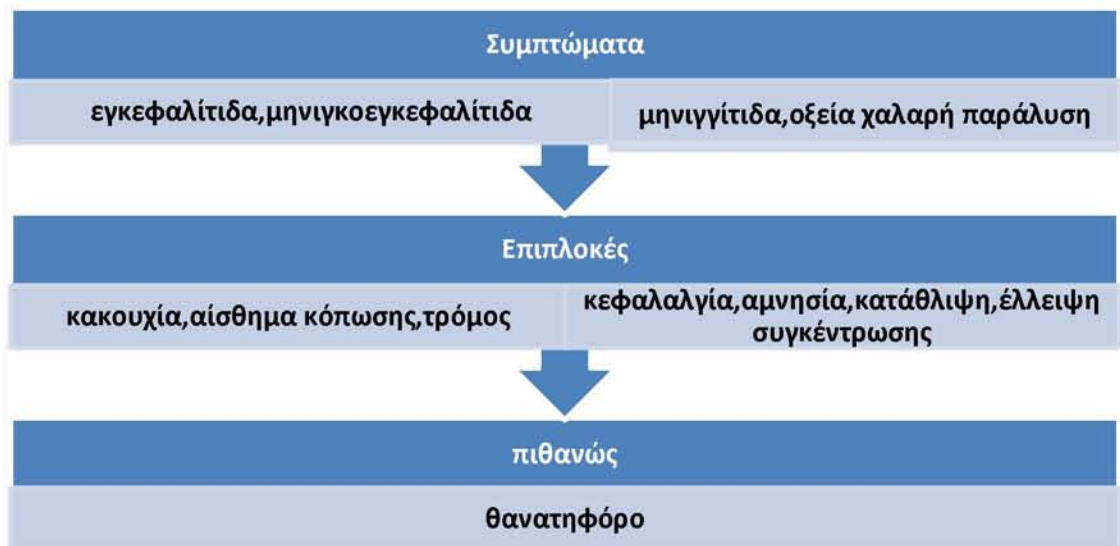 Συμπτώματα
εγκεφαλίτιδα,μηνιγκοεγκεφαλίτιδα
μηνιγγίτιδα,οξεία χαλαρή παράλυση
Επιπλοκές
κακουχία,αίσθημα κόπωσης,τρόμος
κεφαλαλγία,αμνησία,κατάθλιψη,έλλειψη
συγκέντρωσης
πιθανώς
θανατηφόρο